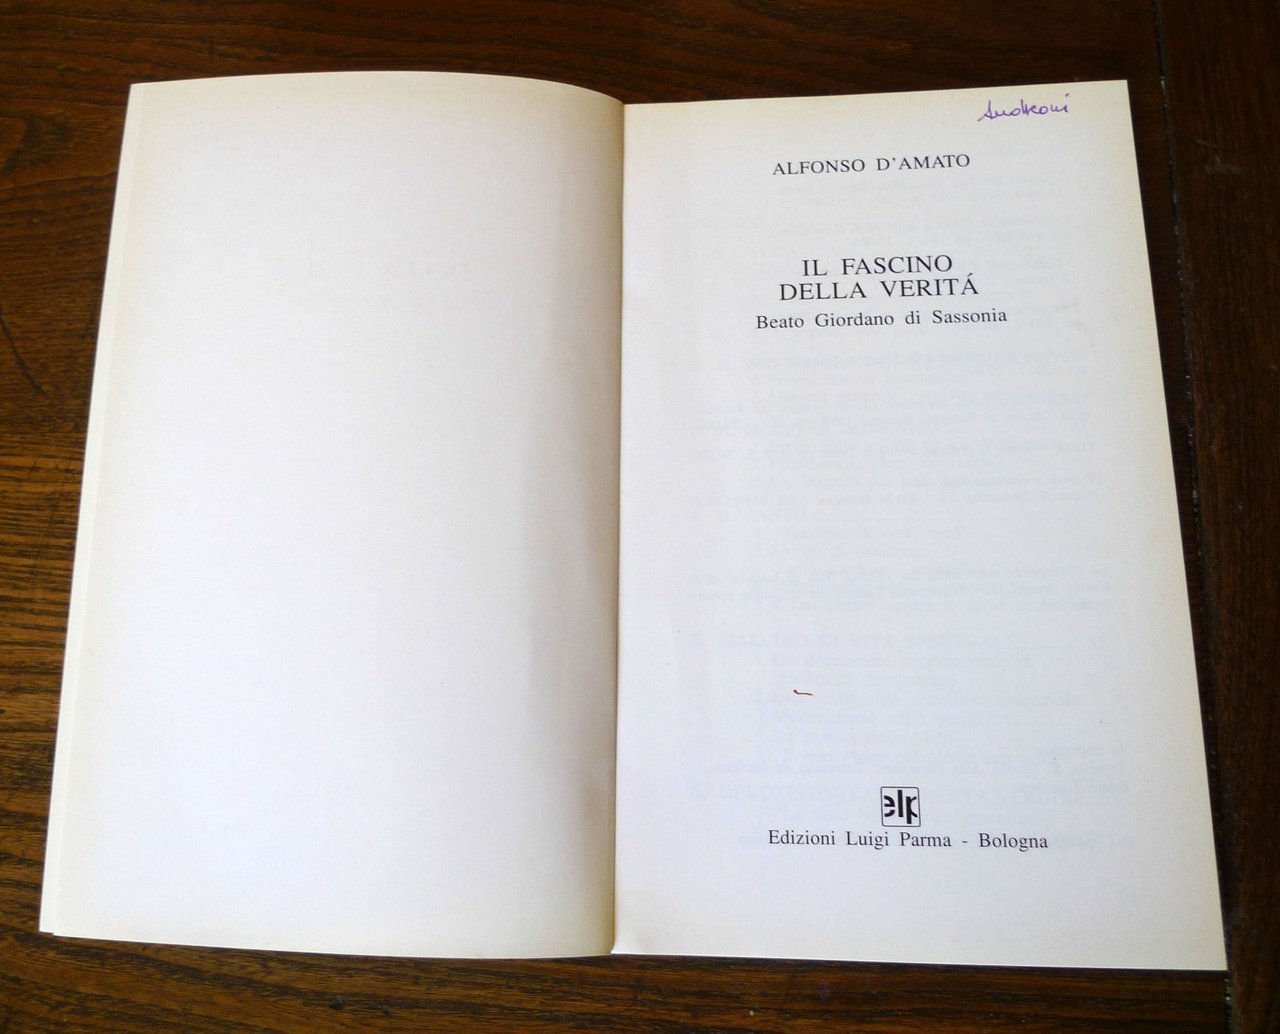 Andreoni
ALFONSO D'AMATO
IL FASCINO
DELLA VERITÁ
Beato Giordano di Sassonia
elp
Edizioni Luigi Parma - Bologna